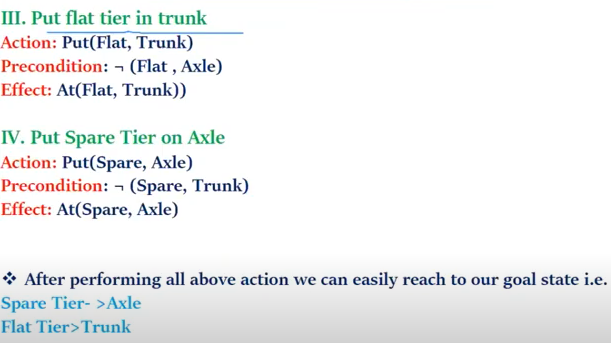 III. Put flat tier in trunk
Action: Put(Flat, Trunk)
Precondition: ¬ (Flat , Axle)
Effect: At(Flat, Trunk))
IV. Put Spare Tier on Axle
Action: Put(Spare, Axle)
Precondition: ¬ (Spare, Trunk)
Effect: At(Spare, Axle)
❖ After performing all above action we can easily reach to our goal state i.e.
Spare Tier- >Axle
Flat Tier>Trunk